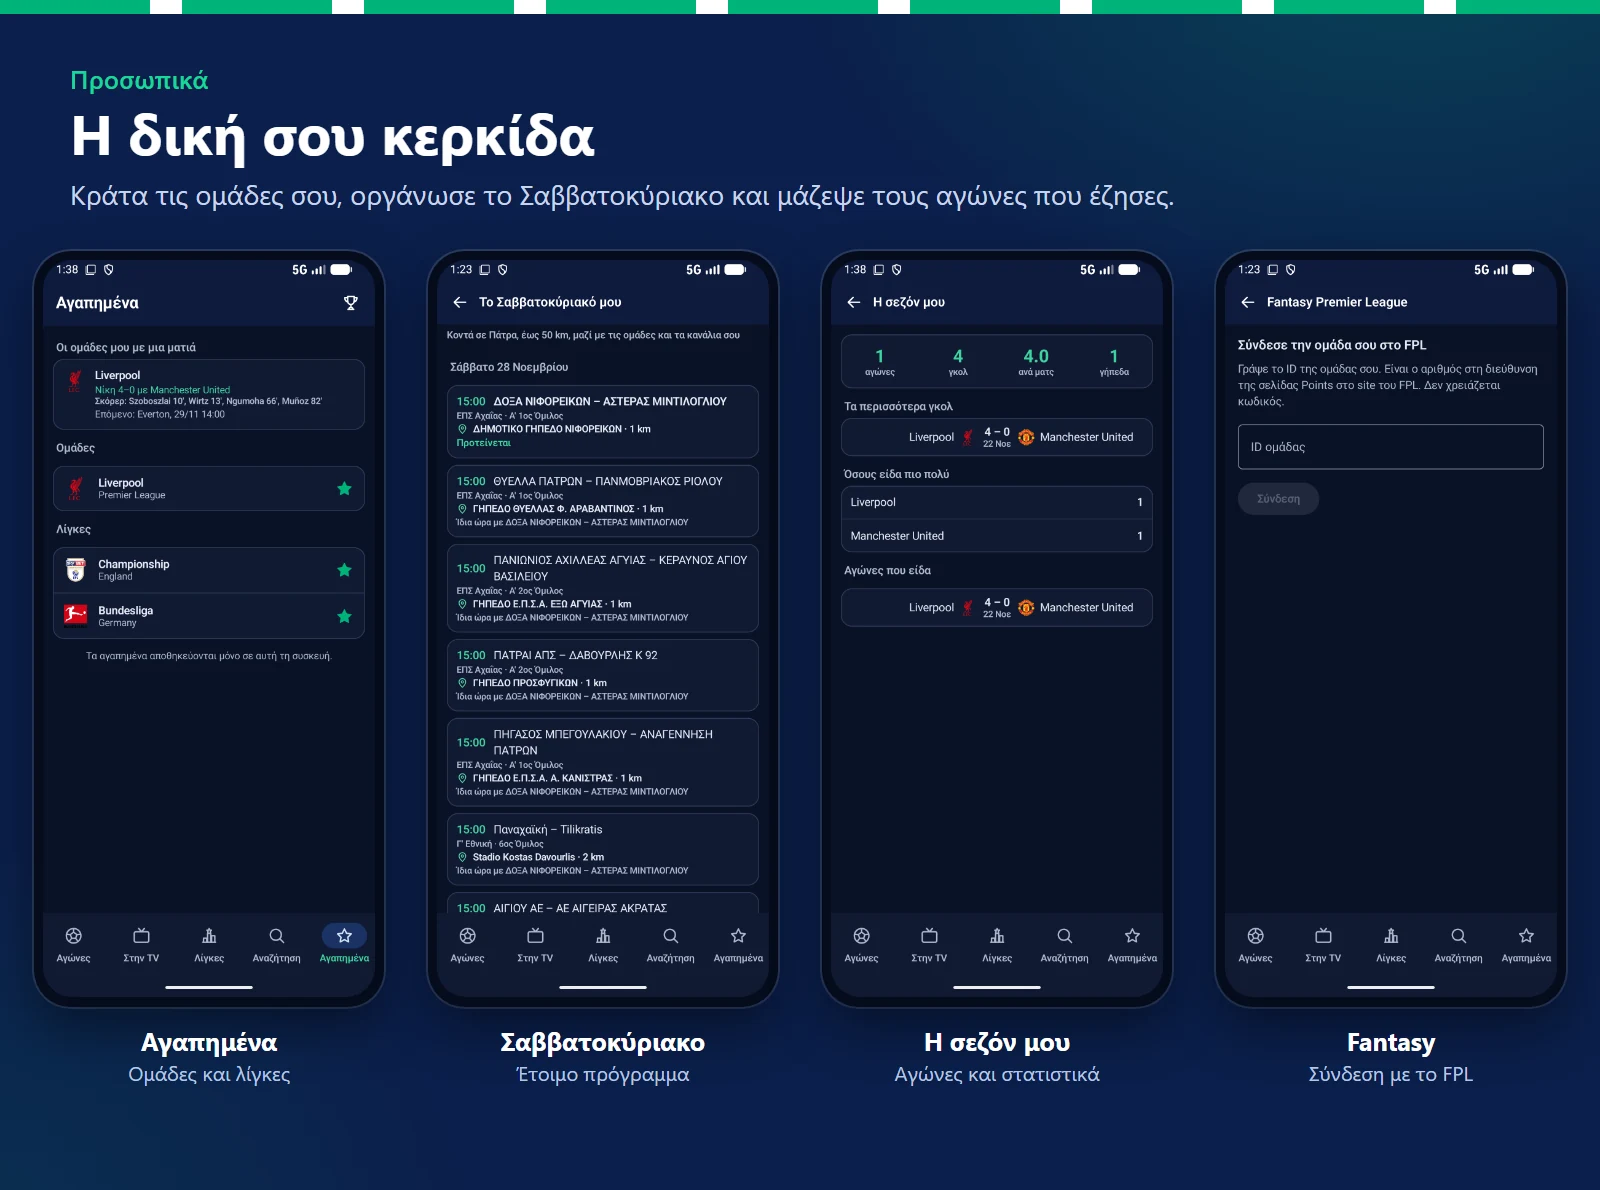 Προσωπικά
Η δική σου κερκίδα
Κράτα τις ομάδες σου, οργάνωσε το Σαββατοκύριακο και μάζεψε τους αγώνες που έζησες.
1:38
5G
Αγαπημένα
Οι ομάδες μου με μια ματιά
Liverpool
Νίκη 4–0 με Manchester United
Σκόρερ: Szoboszlai 10', Wirtz 13', Ngumoha 66', Muñoz 82'
Επόμενο: Everton, 29/11 14:00
Ομάδες
Liverpool
Premier League
Λίγκες
Championship
England
Bundesliga
Germany
Τα αγαπημένα αποθηκεύονται μόνο σε αυτή τη συσκευή.
Αγώνες
Στην TV
Λίγκες
Αναζήτηση
Αγαπημένα
Αγαπημένα
Ομάδες και λίγκες
1:23
5G
Το Σαββατοκύριακό μου
Κοντά σε Πάτρα, έως 50 km, μαζί με τις ομάδες και τα κανάλια σου
Σάββατο 28 Νοεμβρίου
15:00 ΔΟΞΑ ΝΙΦΟΡΕΙΚΩΝ – ΑΣΤΕΡΑΣ ΜΙΝΤΙΛΟΓΛΙΟΥ
ΕΠΣ Αχαΐας · Α' 1ος Όμιλος
ΔΗΜΟΤΙΚΟ ΓΗΠΕΔΟ ΝΙΦΟΡΕΙΚΩΝ · 1 km
Προτείνεται
15:00 ΘΥΕΛΛΑ ΠΑΤΡΩΝ – ΠΑΝΜΟΒΡΙΑΚΟΣ ΡΙΟΛΟΥ
ΕΠΣ Αχαΐας · Α' 1ος Όμιλος
ΓΗΠΕΔΟ ΘΥΕΛΛΑΣ Φ. ΑΡΑΒΑΝΤΙΝΟΣ · 1 km
Ίδια ώρα με ΔΟΞΑ ΝΙΦΟΡΕΙΚΩΝ – ΑΣΤΕΡΑΣ ΜΙΝΤΙΛΟΓΛΙΟΥ
15:00 ΠΑΝΙΩΝΙΟΣ ΑΧΙΛΛΕΑΣ ΑΓΥΙΑΣ – ΚΕΡΑΥΝΟΣ ΑΓΙΟΥ
ΒΑΣΙΛΕΙΟΥ
ΕΠΣ Αχαΐας · Α' 2ος Όμιλος
ΓΗΠΕΔΟ Ε.Π.Σ.Α. ΕΞΩ ΑΓΥΙΑΣ · 1 km
Ίδια ώρα με ΔΟΞΑ ΝΙΦΟΡΕΙΚΩΝ – ΑΣΤΕΡΑΣ ΜΙΝΤΙΛΟΓΛΙΟΥ
15:00 ΠΑΤΡΑΙ ΑΠΣ – ΔΑΒΟΥΡΛΗΣ Κ 92
ΕΠΣ Αχαΐας · Α' 2ος Όμιλος
ΓΗΠΕΔΟ ΠΡΟΣΦΥΓΙΚΩΝ · 1 km
Ίδια ώρα με ΔΟΞΑ ΝΙΦΟΡΕΙΚΩΝ – ΑΣΤΕΡΑΣ ΜΙΝΤΙΛΟΓΛΙΟΥ
15:00 ΠΗΓΑΣΟΣ ΜΠΕΓΟΥΛΑΚΙΟΥ – ΑΝΑΓΕΝΝΗΣΗ
ΠΑΤΡΩΝ
ΕΠΣ Αχαΐας · Α' 1ος Όμιλος
ΓΗΠΕΔΟ Ε.Π.Σ.Α. Α. ΚΑΝΙΣΤΡΑΣ · 1 km
Ίδια ώρα με ΔΟΞΑ ΝΙΦΟΡΕΙΚΩΝ – ΑΣΤΕΡΑΣ ΜΙΝΤΙΛΟΓΛΙΟΥ
15:00 Παναχαϊκή – Tilikratis
Γ' Εθνική · 6ος Όμιλος
Stadio Kostas Davourlis · 2 km
Ίδια ώρα με ΔΟΞΑ ΝΙΦΟΡΕΙΚΩΝ – ΑΣΤΕΡΑΣ ΜΙΝΤΙΛΟΓΛΙΟΥ
15:00 ΑΙΓΙΟΥ ΑΕ – ΑΕ ΑΙΓΕΙΡΑΣ ΑΚΡΑΤΑΣ
Αγώνες
Στην TV
Λίγκες
Αναζήτηση
Αγαπημένα
Σαββατοκύριακο
Έτοιμο πρόγραμμα
1:38
5G
Η σεζόν μου
1 4 4.0 1
αγώνες γκολ ανά ματς γήπεδα
Τα περισσότερα γκολ
Liverpool 4 – 0 Manchester United
22 Νοε
Όσους είδα πιο πολύ
Liverpool 1
Manchester United 1
Αγώνες που είδα
Liverpool 4 – 0 Manchester United
22 Νοε
Αγώνες
Στην TV
Λίγκες
Αναζήτηση
Αγαπημένα
Η σεζόν μου
Αγώνες και στατιστικά
1:23
5G
Fantasy Premier League
Σύνδεσε την ομάδα σου στο FPL
Γράψε το ID της ομάδας σου. Είναι ο αριθμός στη διεύθυνση
της σελίδας Points στο site του FPL. Δεν χρειάζεται
κωδικός.
ID ομάδας
Σύνδεση
Αγώνες
Στην TV
Λίγκες
Αναζήτηση
Αγαπημένα
Fantasy
Σύνδεση με το FPL